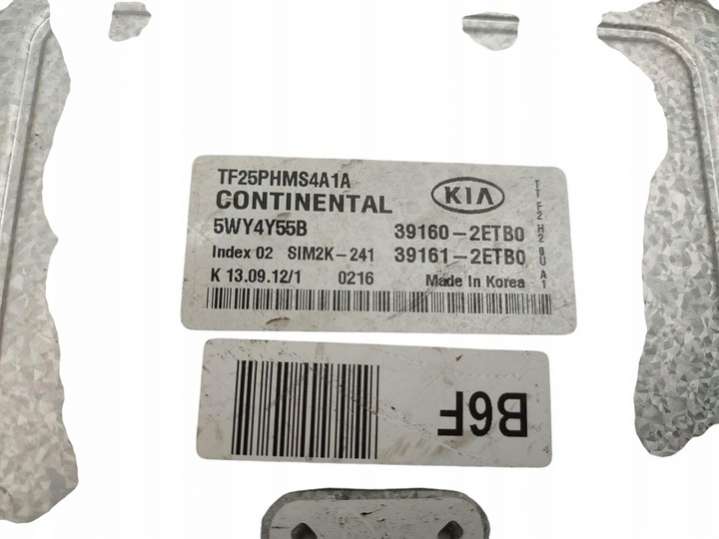 TF25PHMS4A1A
CONTINENTAL
KIA
5WY4Y55B 39160-2ETB0
Index 02 SIM2K-241 39161-2ETB0
K 13.09.12/1 0216 Made In Korea
B6F